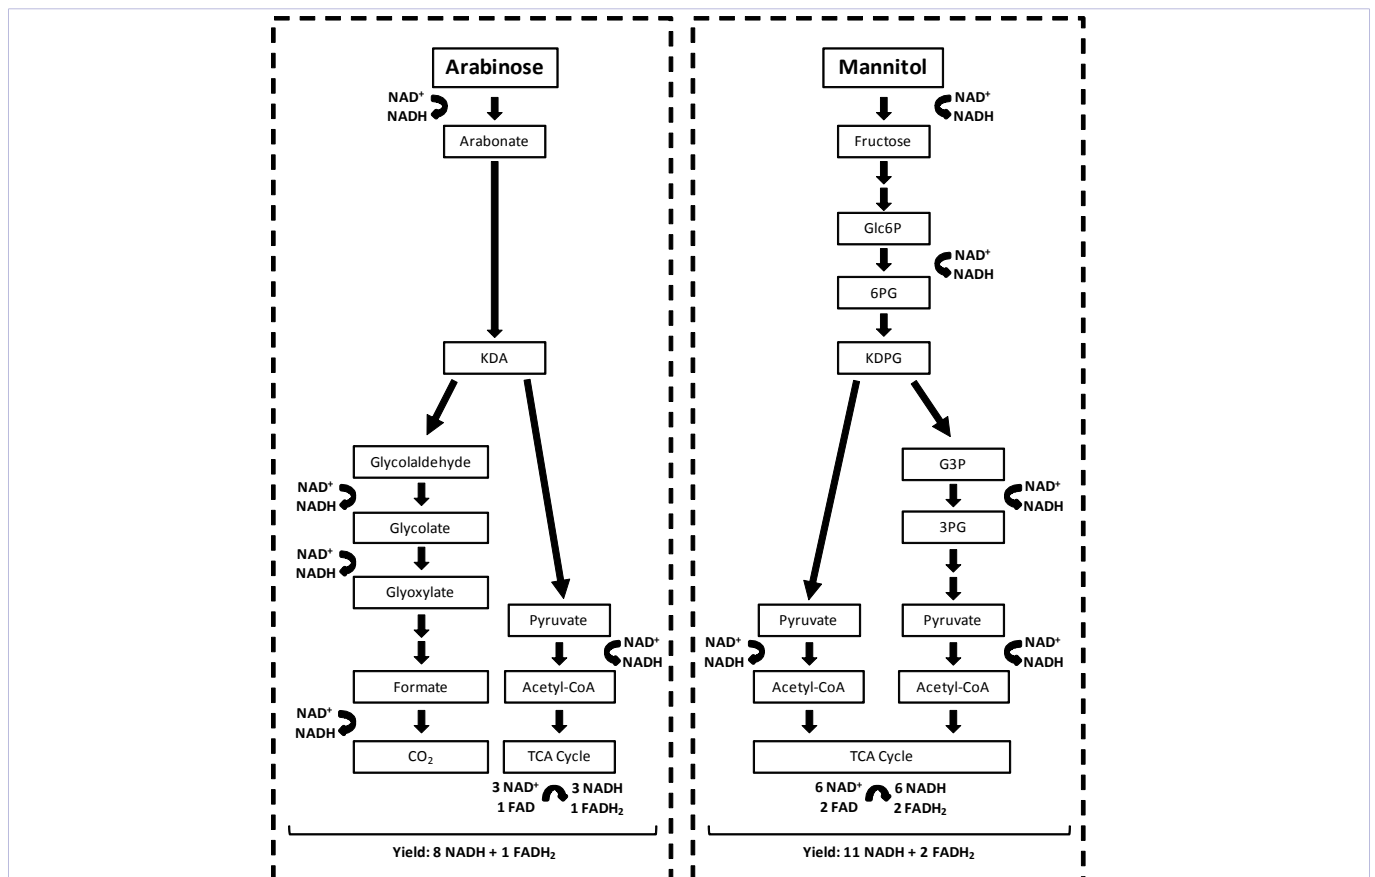 Arabinose
NAD⁺
NADH
Arabonate
KDA
Glycolaldehyde
NAD⁺
NADH
Glycolate
NAD⁺
NADH
Glyoxylate
Formate
NAD⁺
NADH
CO₂
Pyruvate
NAD⁺
NADH
Acetyl-CoA
TCA Cycle
3 NAD⁺ 3 NADH
1 FAD 1 FADH₂
Yield: 8 NADH + 1 FADH₂
Mannitol
NAD⁺
NADH
Fructose
Glc6P
NAD⁺
NADH
6PG
KDPG
G3P
NAD⁺
NADH
3PG
Pyruvate
Pyruvate
NAD⁺
NADH
NAD⁺
NADH
Acetyl-CoA
Acetyl-CoA
TCA Cycle
6 NAD⁺ 6 NADH
2 FAD 2 FADH₂
Yield: 11 NADH + 2 FADH₂